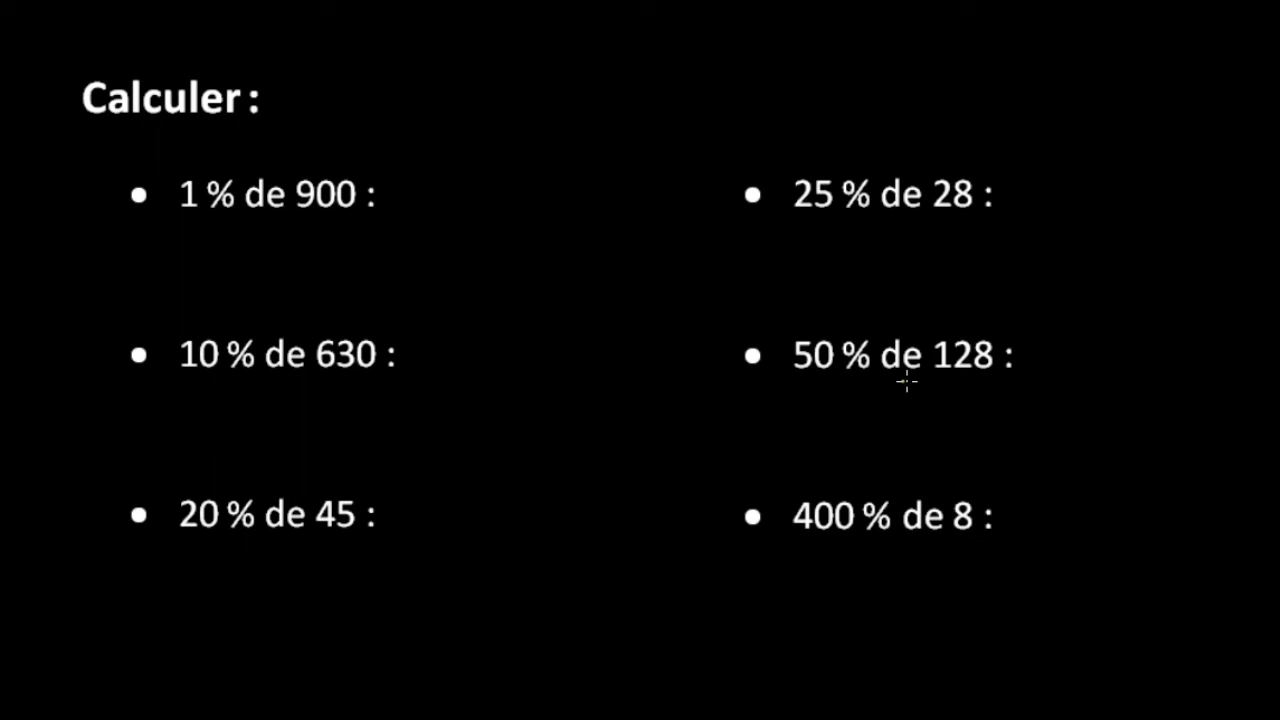 Calculer :
• 1 % de 900 :
• 10 % de 630 :
• 20 % de 45 :
• 25 % de 28 :
• 50 % de 128 :
• 400 % de 8 :